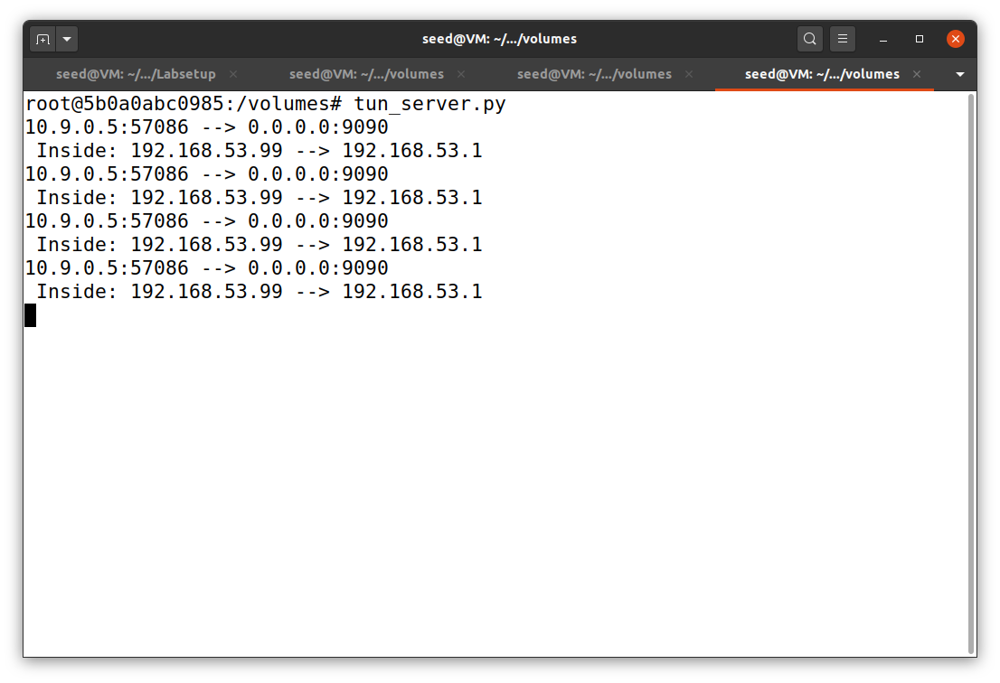 seed@VM: ~/.../volumes
seed@VM: ~/.../Labsetup
seed@VM: ~/.../volumes
seed@VM: ~/.../volumes
seed@VM: ~/.../volumes
root@5b0a0abc0985:/volumes# tun_server.py
10.9.0.5:57086 --> 0.0.0.0:9090
 Inside: 192.168.53.99 --> 192.168.53.1
10.9.0.5:57086 --> 0.0.0.0:9090
 Inside: 192.168.53.99 --> 192.168.53.1
10.9.0.5:57086 --> 0.0.0.0:9090
 Inside: 192.168.53.99 --> 192.168.53.1
10.9.0.5:57086 --> 0.0.0.0:9090
 Inside: 192.168.53.99 --> 192.168.53.1